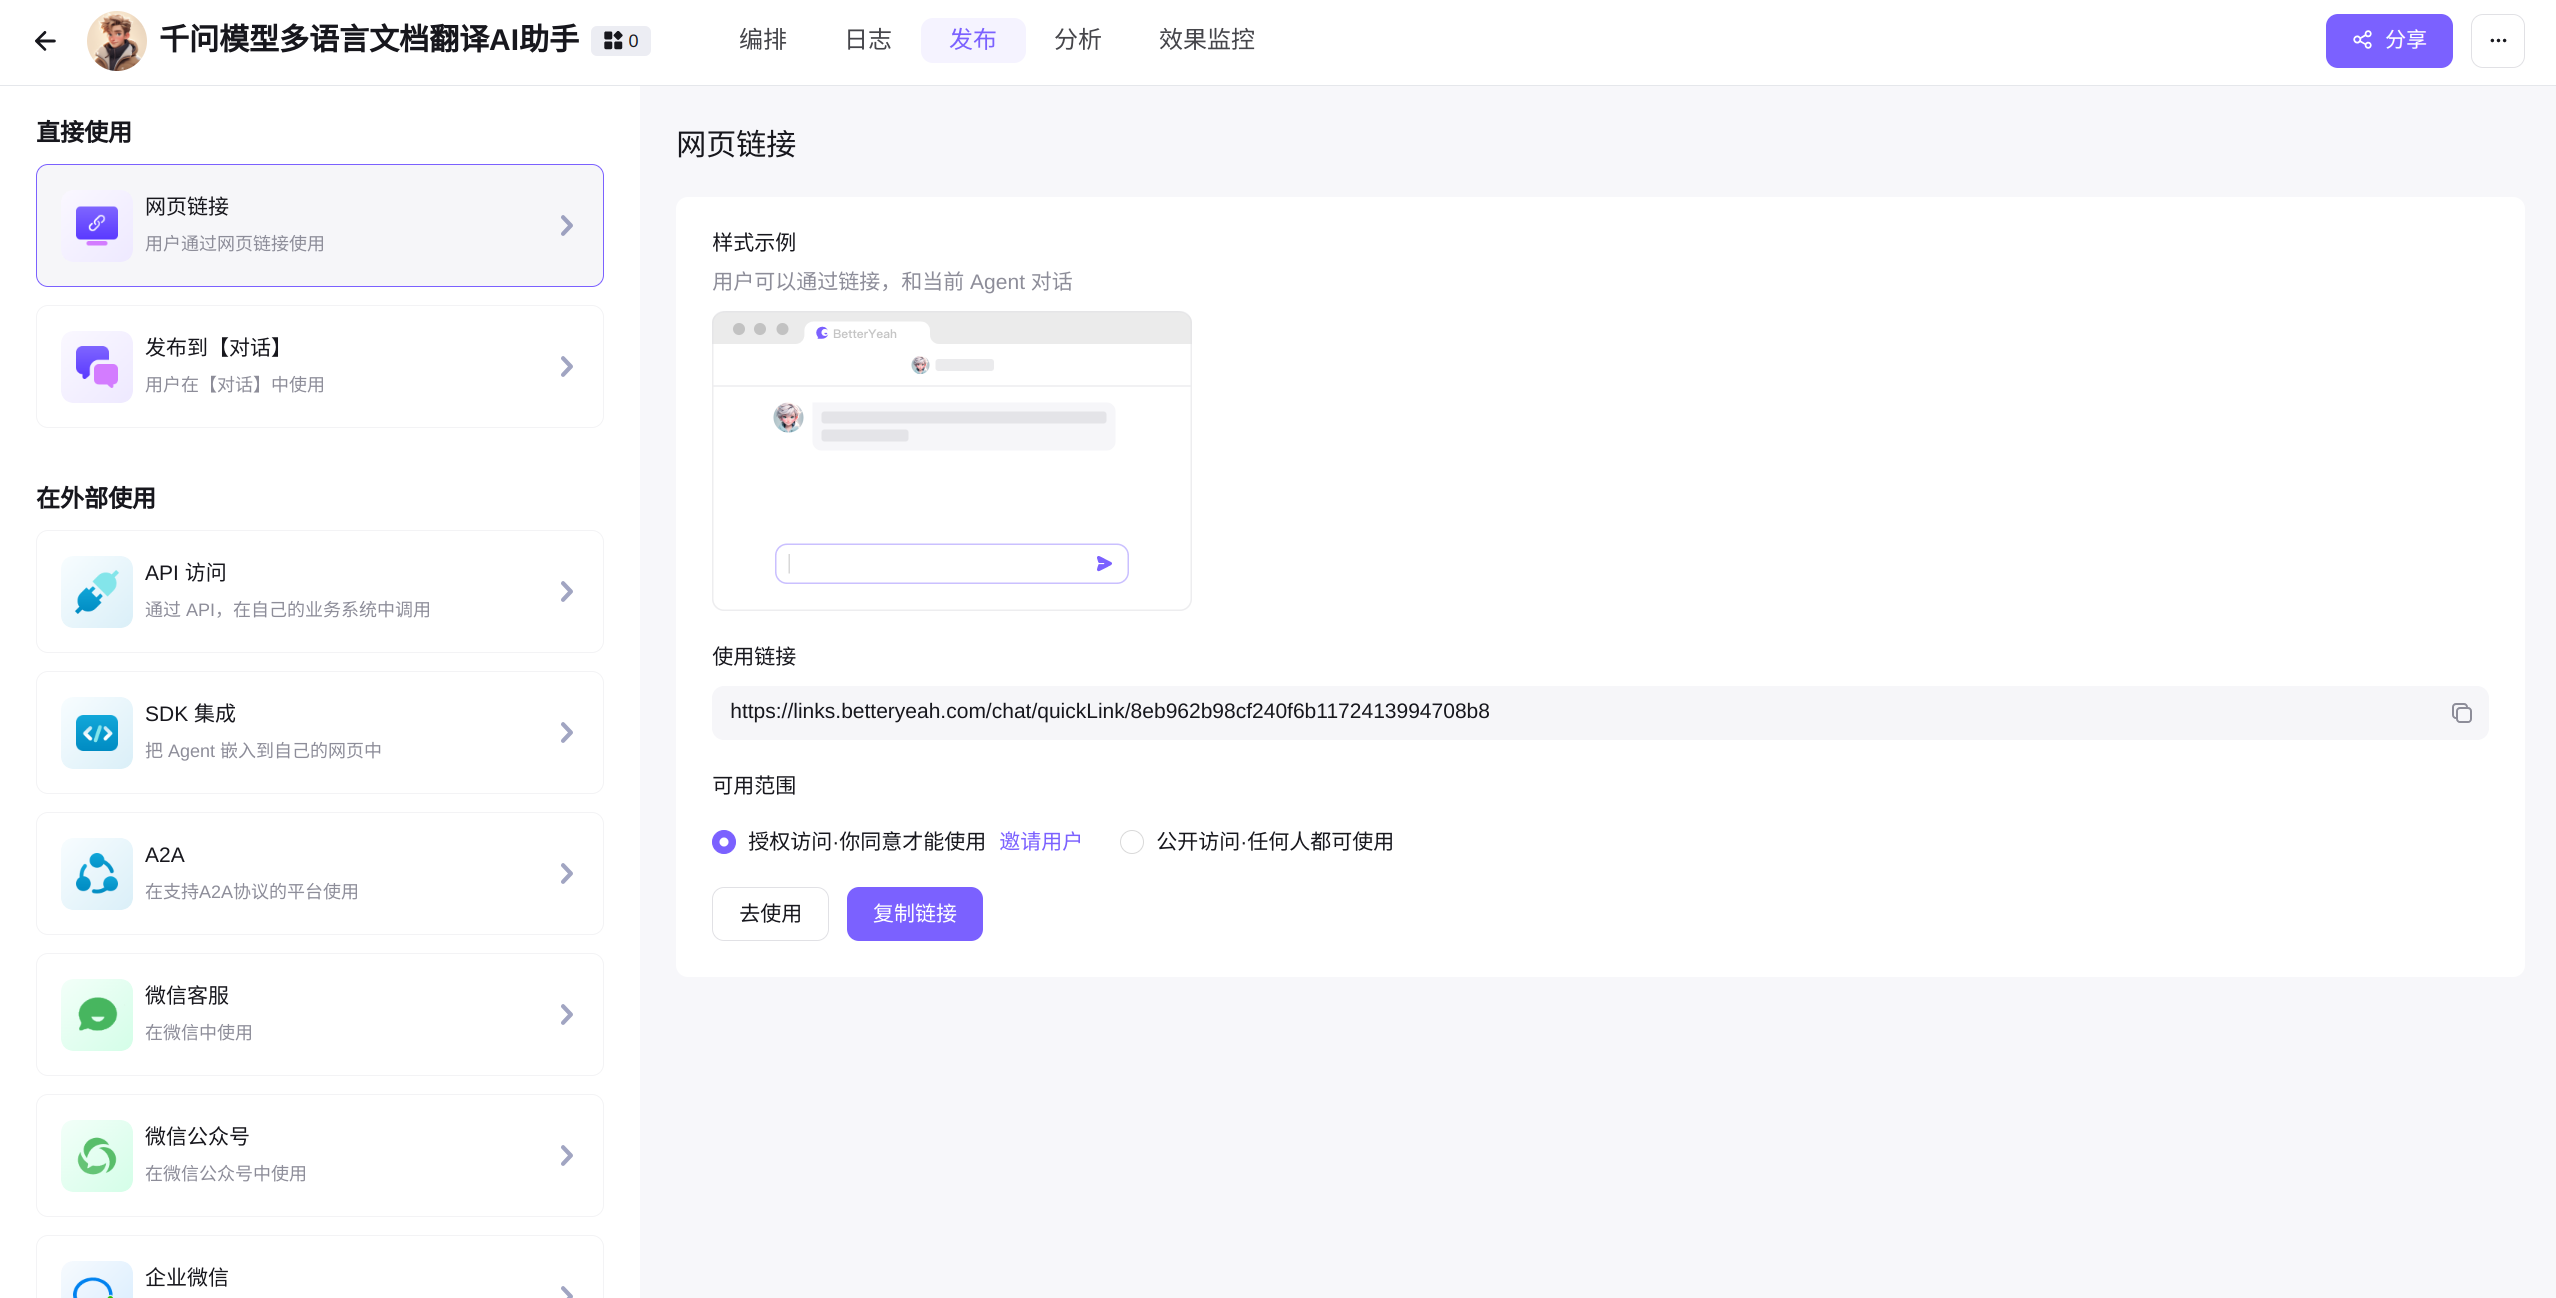 千问模型多语言文档翻译AI助手 0
编排 日志 发布 分析 效果监控
分享
直接使用
网页链接
用户通过网页链接使用
发布到【对话】
用户在【对话】中使用
在外部使用
API 访问
通过 API，在自己的业务系统中调用
SDK 集成
把 Agent 嵌入到自己的网页中
A2A
在支持A2A协议的平台使用
微信客服
在微信中使用
微信公众号
在微信公众号中使用
企业微信
网页链接
样式示例
用户可以通过链接，和当前 Agent 对话
BetterYeah
使用链接
https://links.betteryeah.com/chat/quickLink/8eb962b98cf240f6b1172413994708b8
可用范围
授权访问·你同意才能使用 邀请用户 公开访问·任何人都可使用
去使用 复制链接